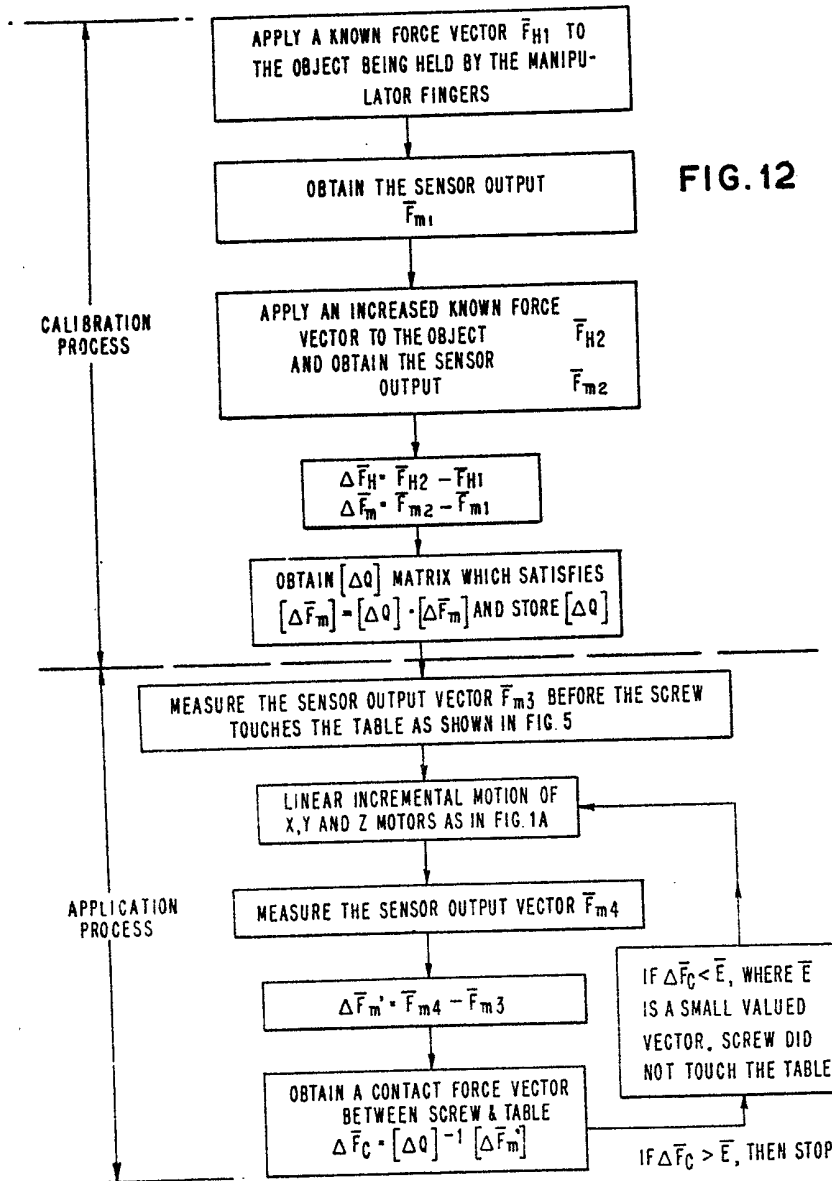 APPLY A KNOWN FORCE VECTOR F̅H1 TO
THE OBJECT BEING HELD BY THE MANIPU-
LATOR FINGERS
FIG.12
OBTAIN THE SENSOR OUTPUT
F̅m1
CALIBRATION
PROCESS
APPLY AN INCREASED KNOWN FORCE
VECTOR TO THE OBJECT F̅H2
AND OBTAIN THE SENSOR
OUTPUT F̅m2
ΔF̅H = F̅H2 - F̅H1
ΔF̅m = F̅m2 - F̅m1
OBTAIN [ΔQ] MATRIX WHICH SATISFIES
[ΔF̅m] = [ΔQ] · [ΔF̅m] AND STORE [ΔQ]
MEASURE THE SENSOR OUTPUT VECTOR F̅m3 BEFORE THE SCREW
TOUCHES THE TABLE AS SHOWN IN FIG. 5
LINEAR INCREMENTAL MOTION OF
X,Y AND Z MOTORS AS IN FIG. 1A
APPLICATION
PROCESS
MEASURE THE SENSOR OUTPUT VECTOR F̅m4
ΔF̅m' = F̅m4 - F̅m3
OBTAIN A CONTACT FORCE VECTOR
BETWEEN SCREW & TABLE
ΔF̅C = [ΔQ]⁻¹ [ΔF̅m']
IF ΔF̅C < E̅, WHERE E̅
IS A SMALL VALUED
VECTOR. SCREW DID
NOT TOUCH THE TABLE
IF ΔF̅C > E̅, THEN STOP